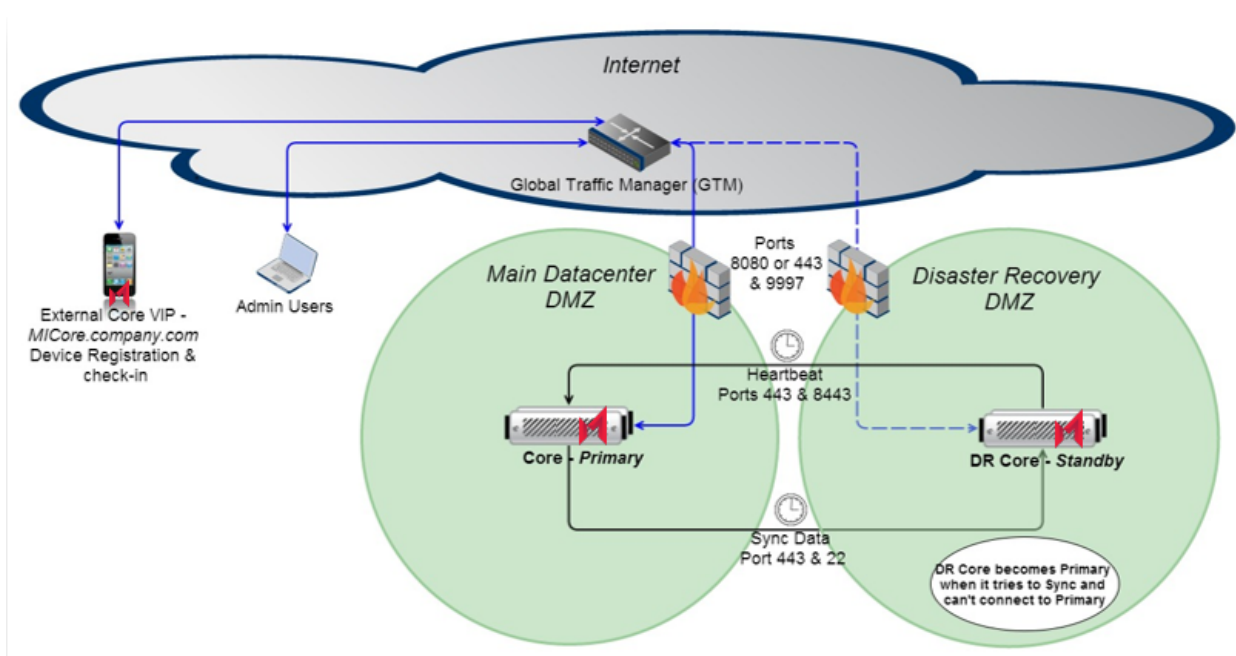 Internet
Global Traffic Manager (GTM)
External Core VIP -
MICore.company.com
Device Registration &
check-in
Admin Users
Main Datacenter
DMZ
Ports
8080 or 443
& 9997
Disaster Recovery
DMZ
Heartbeat
Ports 443 & 8443
Core - Primary
DR Core - Standby
Sync Data
Port 443 & 22
DR Core becomes Primary
when it tries to Sync and
can't connect to Primary